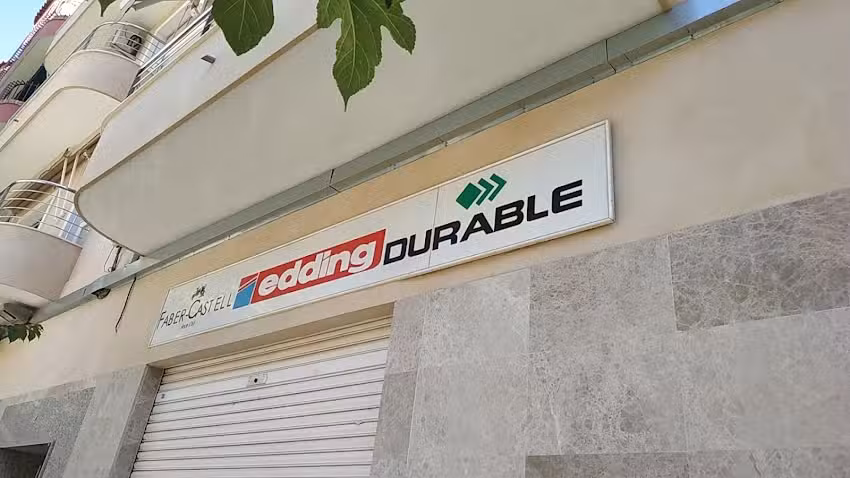 FABER-CASTELL
edding
DURABLE